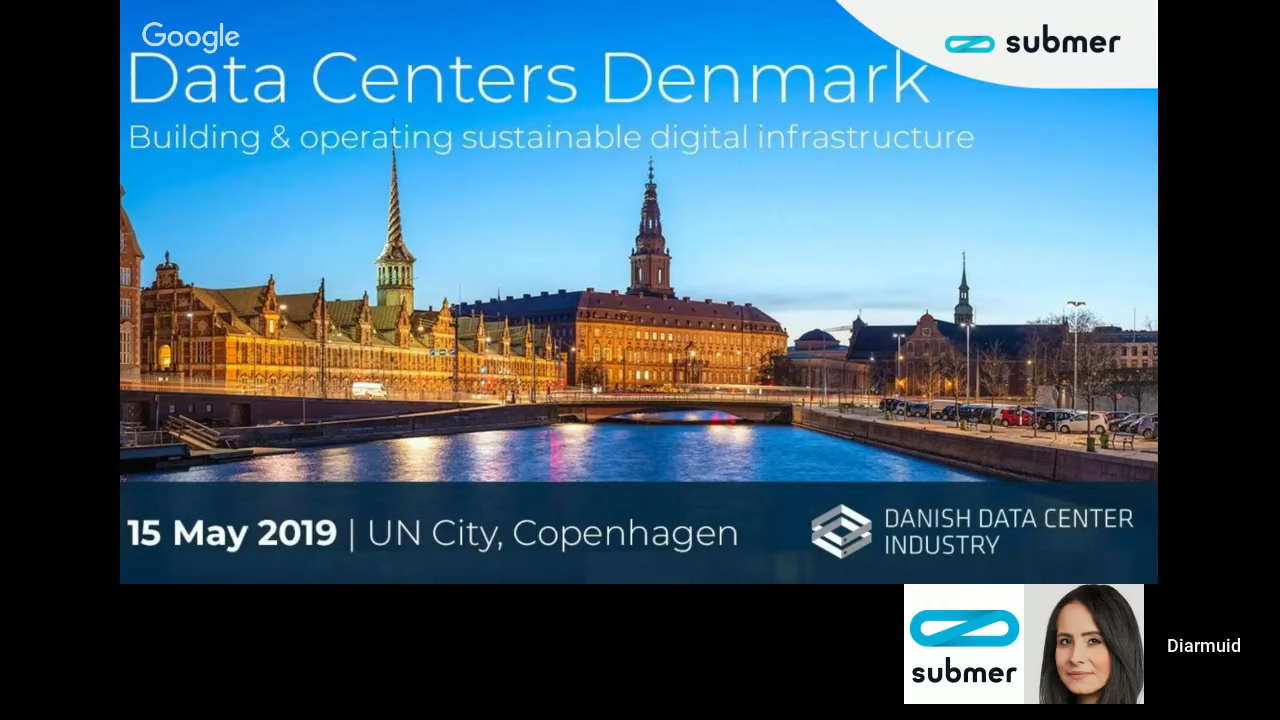 Google
submer
Data Centers Denmark
Building & operating sustainable digital infrastructure
15 May 2019 | UN City, Copenhagen
DANISH DATA CENTER
INDUSTRY
submer
Diarmuid